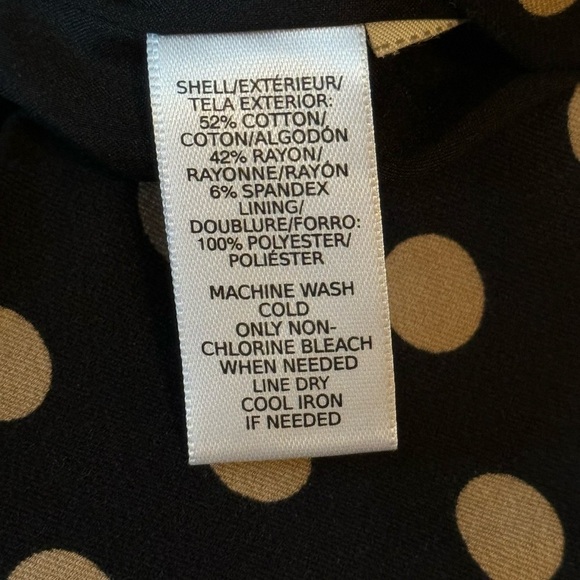 SHELL/EXTÉRIEUR/
TELA EXTERIOR:
52% COTTON/
COTON/ALGODÓN
42% RAYON/
RAYONNE/RAYÓN
6% SPANDEX
LINING/
DOUBLURE/FORRO:
100% POLYESTER/
POLIÉSTER
MACHINE WASH
COLD
ONLY NON-
CHLORINE BLEACH
WHEN NEEDED
LINE DRY
COOL IRON
IF NEEDED